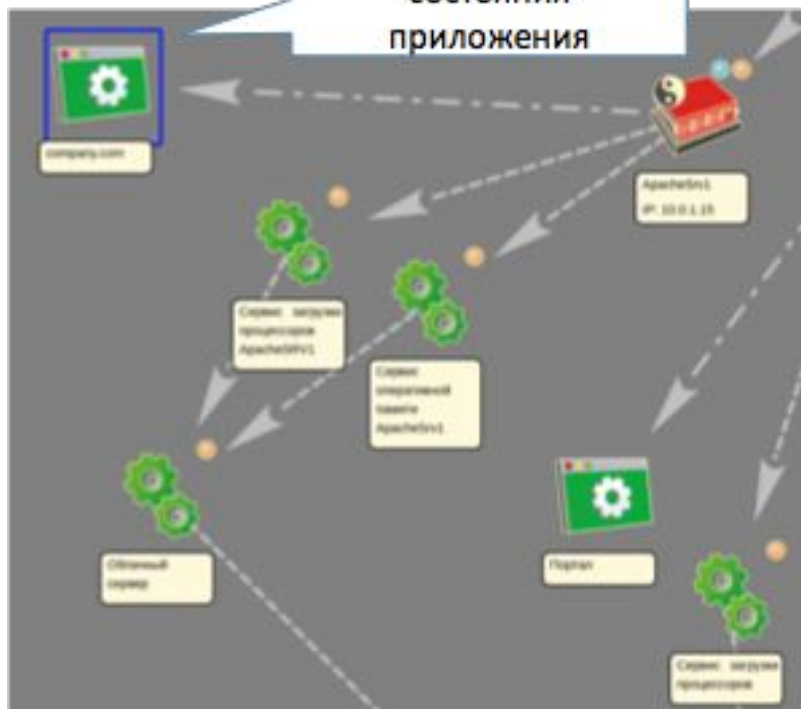 состояния
приложения
company.com
ApacheSrv1
IP: 10.0.1.15
Сервис загрузки
процессоров
ApacheSRV1
Сервис
оперативной
памяти
ApacheSrv1
Облачный
сервер
Портал
Сервис загрузки
процессоров